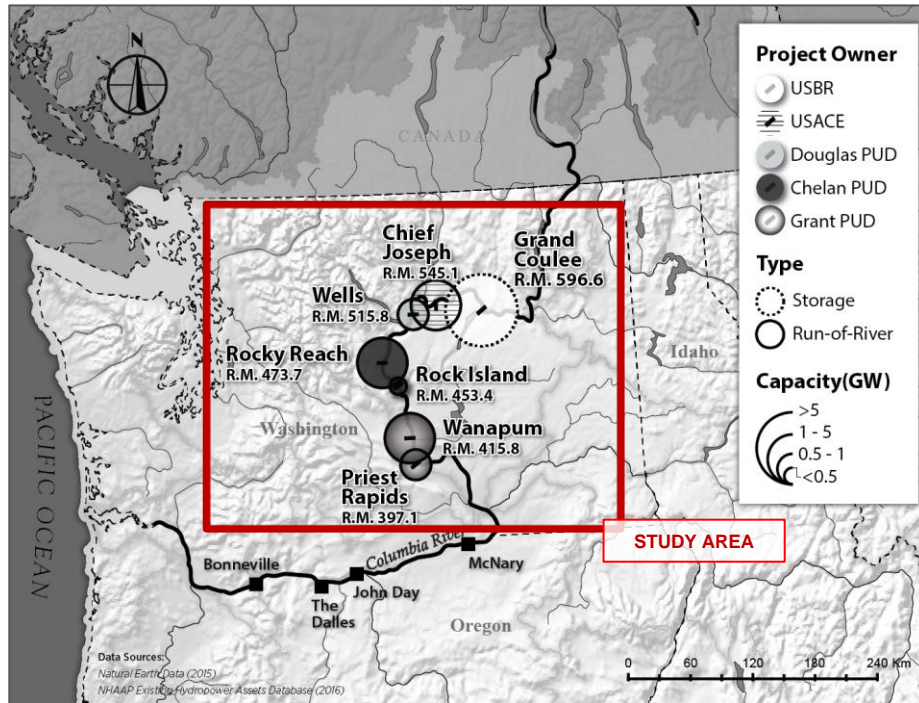 N
CANADA
Project Owner
USBR
USACE
Douglas PUD
Chelan PUD
Grant PUD
Type
Storage
Run-of-River
Capacity(GW)
>5
1 - 5
0.5 - 1
<0.5
Chief
Joseph
R.M. 545.1
Grand
Coulee
R.M. 596.6
Wells
R.M. 515.8
Rocky Reach
R.M. 473.7
Rock Island
R.M. 453.4
Idaho
Washington
Wanapum
R.M. 415.8
Priest
Rapids
R.M. 397.1
PACIFIC OCEAN
STUDY AREA
Columbia River
McNary
Bonneville
The
Dalles
John Day
Oregon
Data Sources:
Natural Earth Data (2015)
NHAAP Existing Hydropower Assets Database (2016)
0 30 60 120 180 240 Km